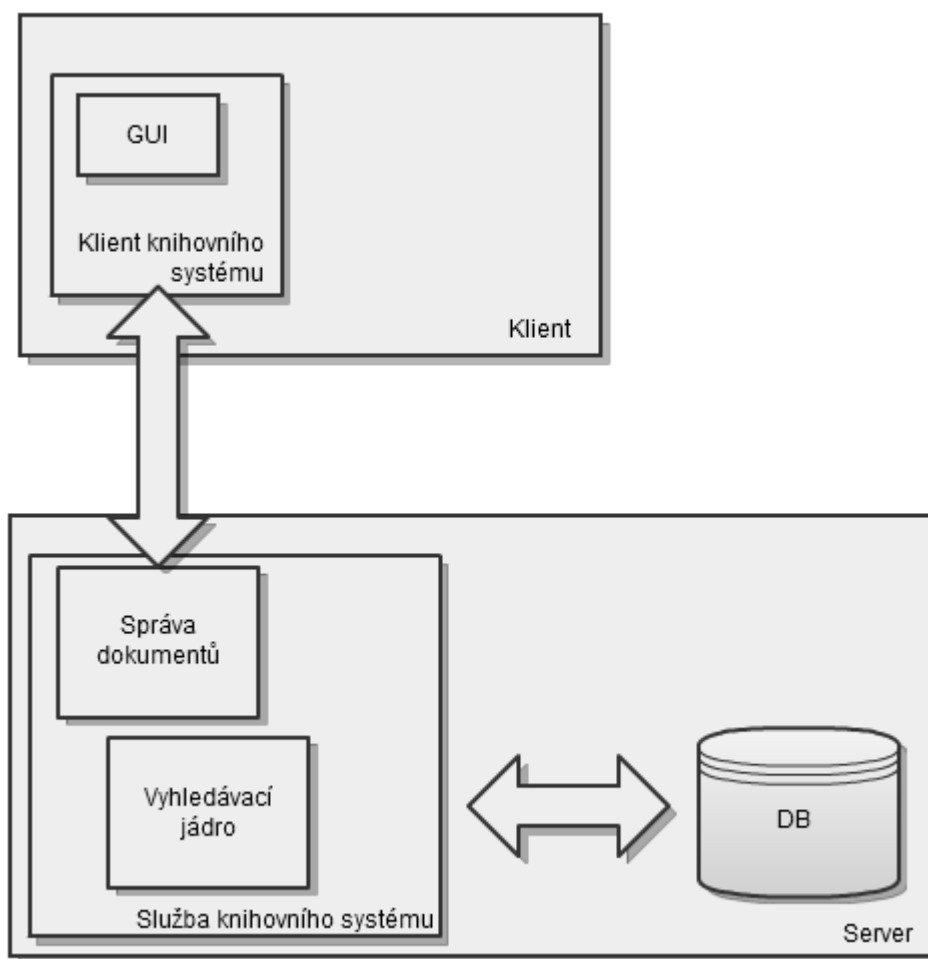 GUI
Klient knihovního
systému
Klient
Správa
dokumentů
Vyhledávací
jádro
Služba knihovního systému
DB
Server